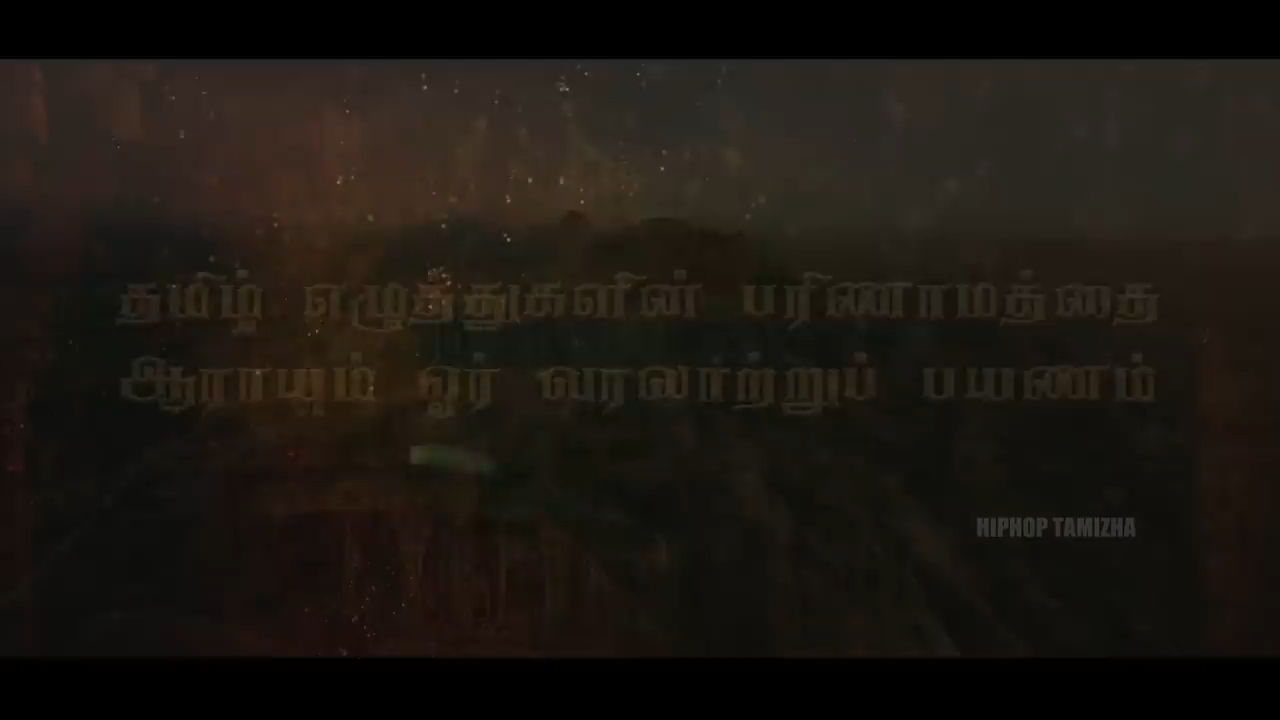 தமிழ் எழுத்துகளின் பரிணாமத்தை
ஆராயும் ஓர் வரலாற்றுப் பயணம்
HIPHOP TAMIZHA